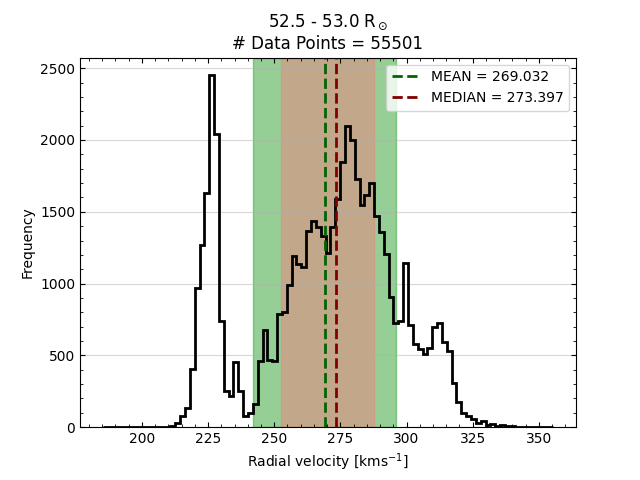 52.5 - 53.0 R⊙
# Data Points = 55501
MEAN = 269.032
MEDIAN = 273.397
2500
2000
1500
1000
500
0
Frequency
200 225 250 275 300 325 350
Radial velocity [kms⁻¹]